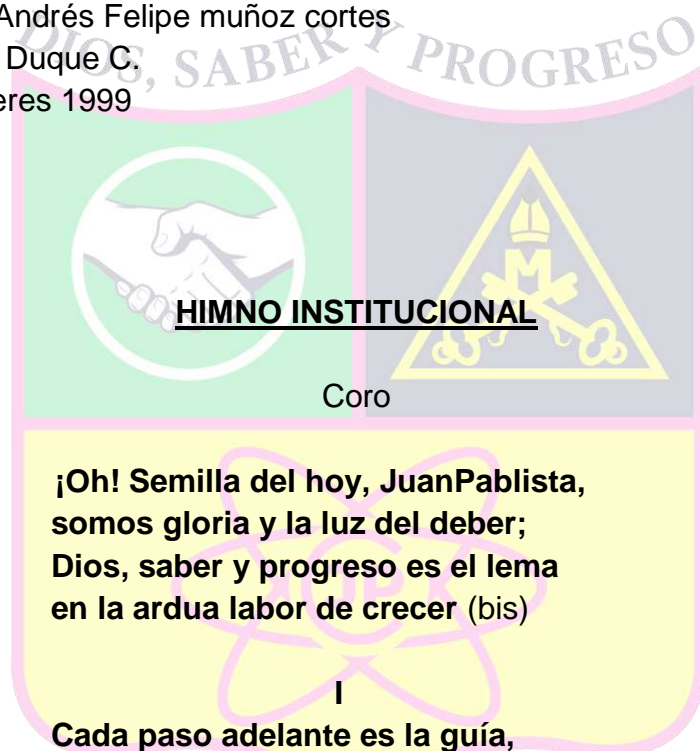 Andrés Felipe muñoz cortes
Duque C.
eres 1999
DIOS, SABER Y PROGRESO
HIMNO INSTITUCIONAL
Coro
¡Oh! Semilla del hoy, JuanPablista,
somos gloria y la luz del deber;
Dios, saber y progreso es el lema
en la ardua labor de crecer (bis)
I
Cada paso adelante es la guía,